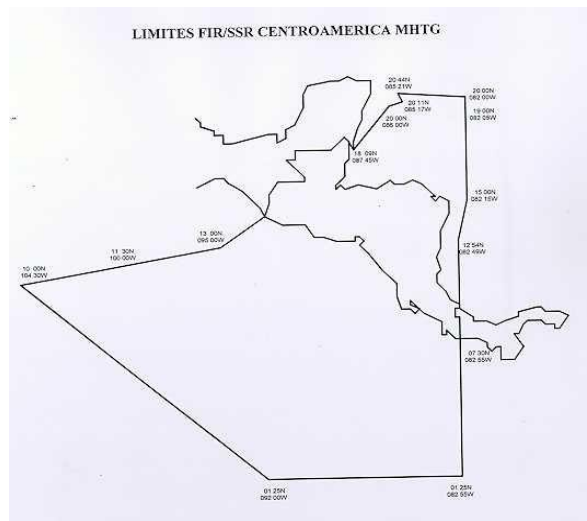 LIMITES FIR/SSR CENTROAMERICA MHTG
20 44N
085 21W
20 11N
085 17W
20 00N
086 00W
20 00N
082 00W
19 00N
082 09W
18 09N
087 45W
15 00N
082 15W
12 54N
082 49W
13 00N
095 00W
11 30N
100 00W
10 00N
104 30W
07 30N
082 55W
01 25N
092 00W
01 25N
082 55W